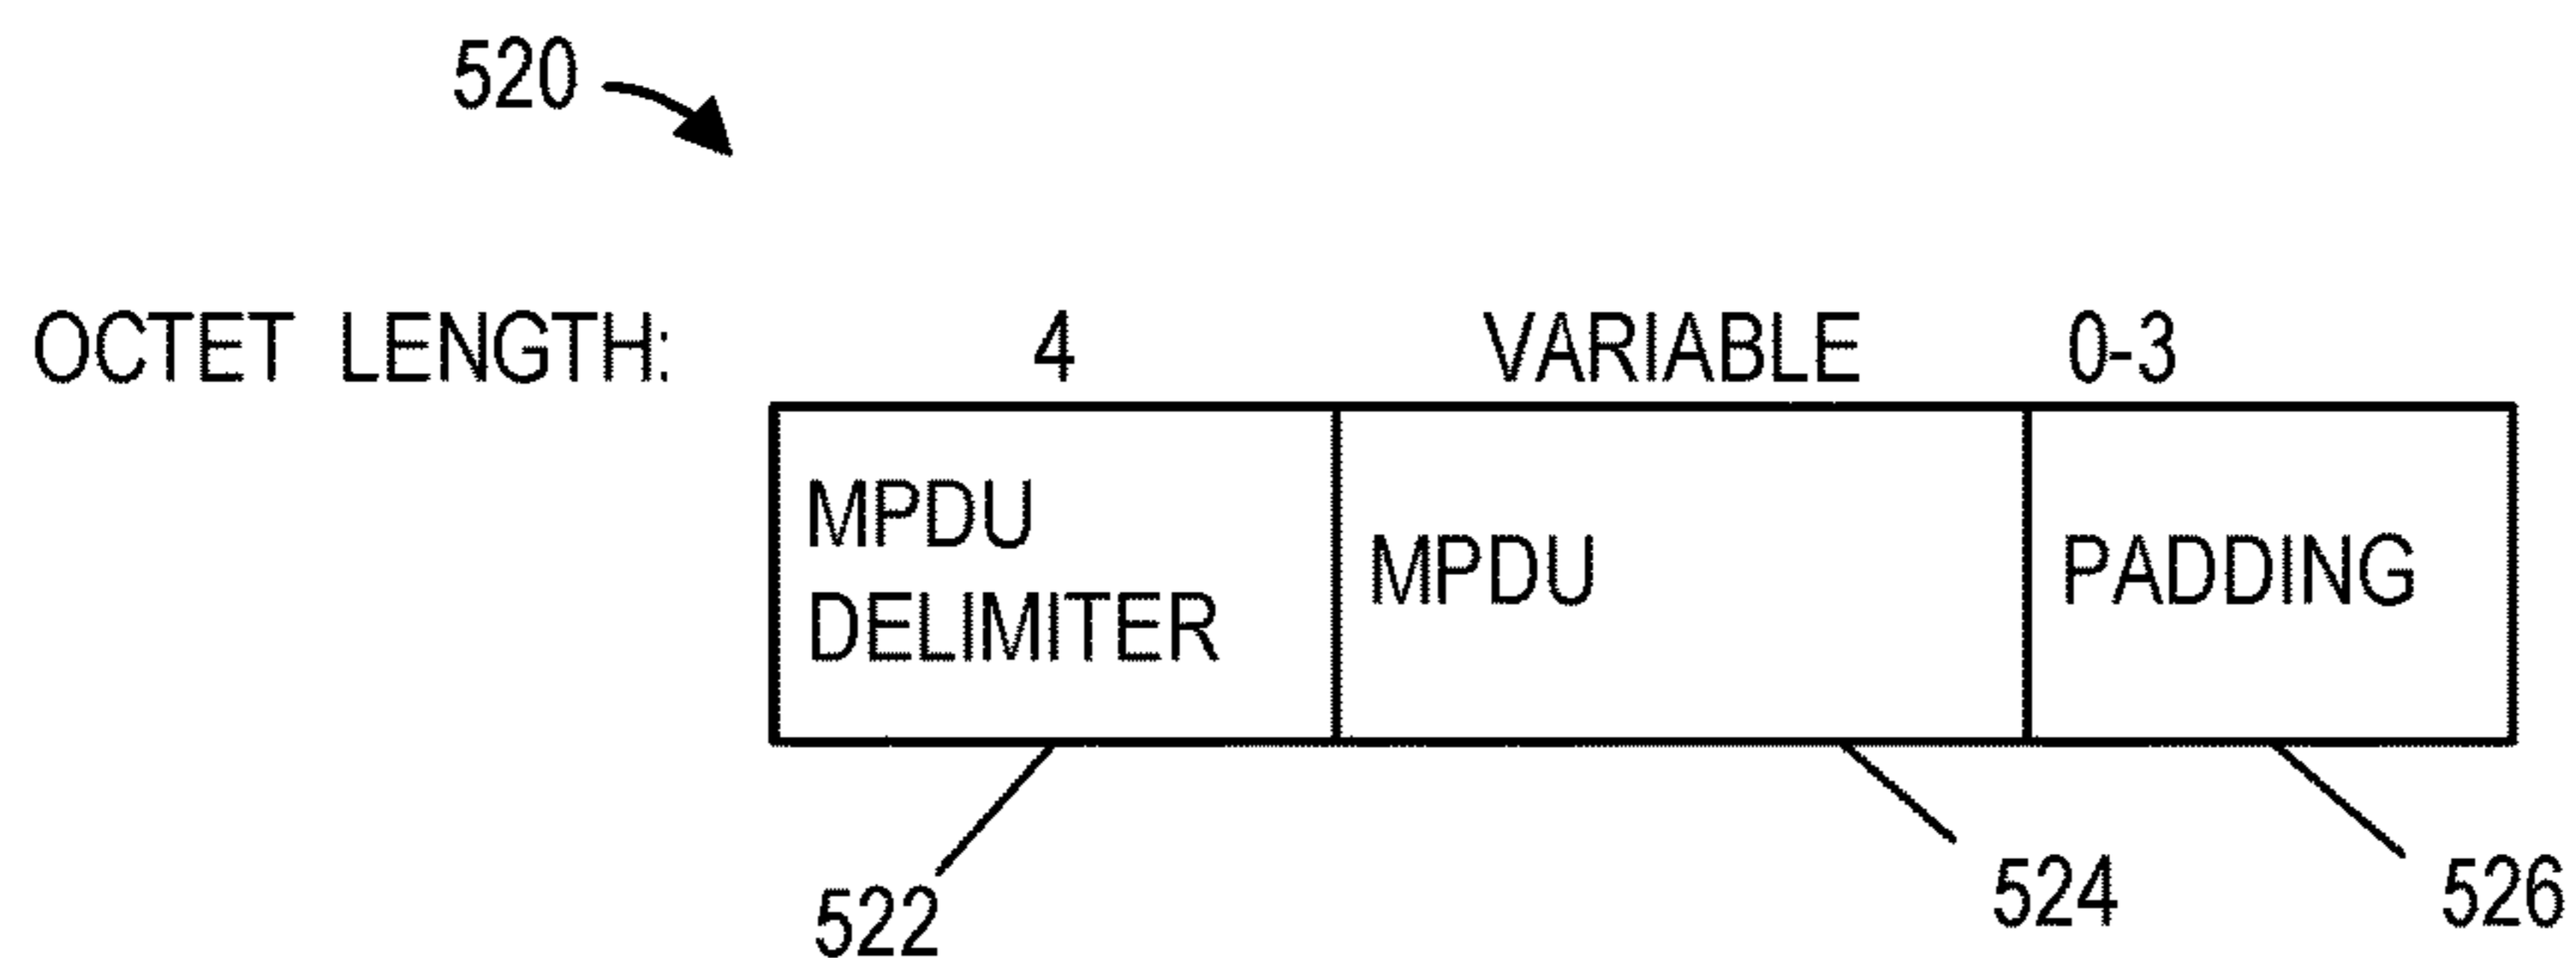 520
OCTET LENGTH: 4 VARIABLE 0-3
MPDU
DELIMITER
MPDU
PADDING
522
524
526